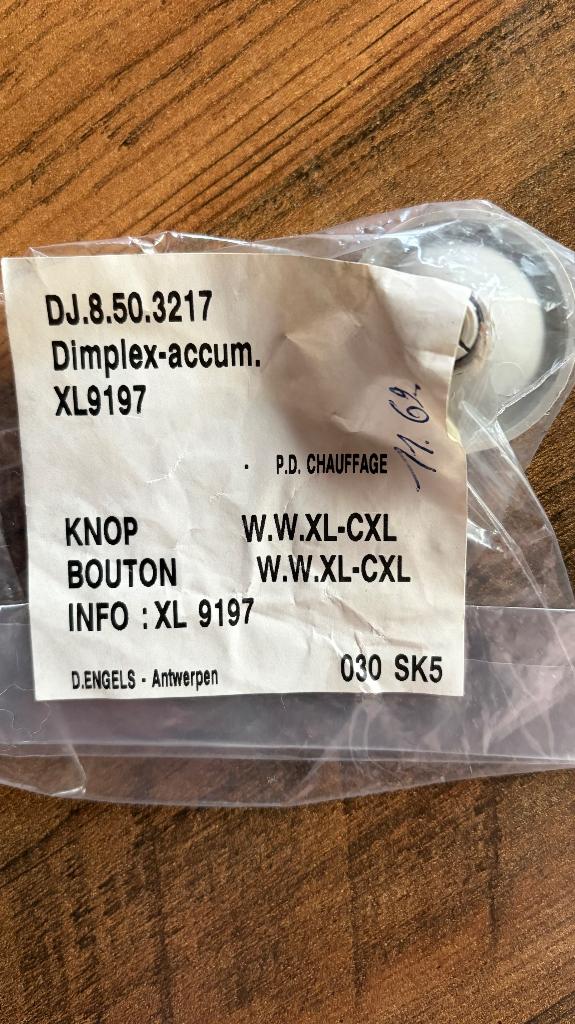 DJ.8.50.3217
Dimplex-accum.
XL9197
11.62
- P.D. CHAUFFAGE
KNOP W.W.XL-CXL
BOUTON W.W.XL-CXL
INFO : XL 9197
D.ENGELS - Antwerpen 030 SK5